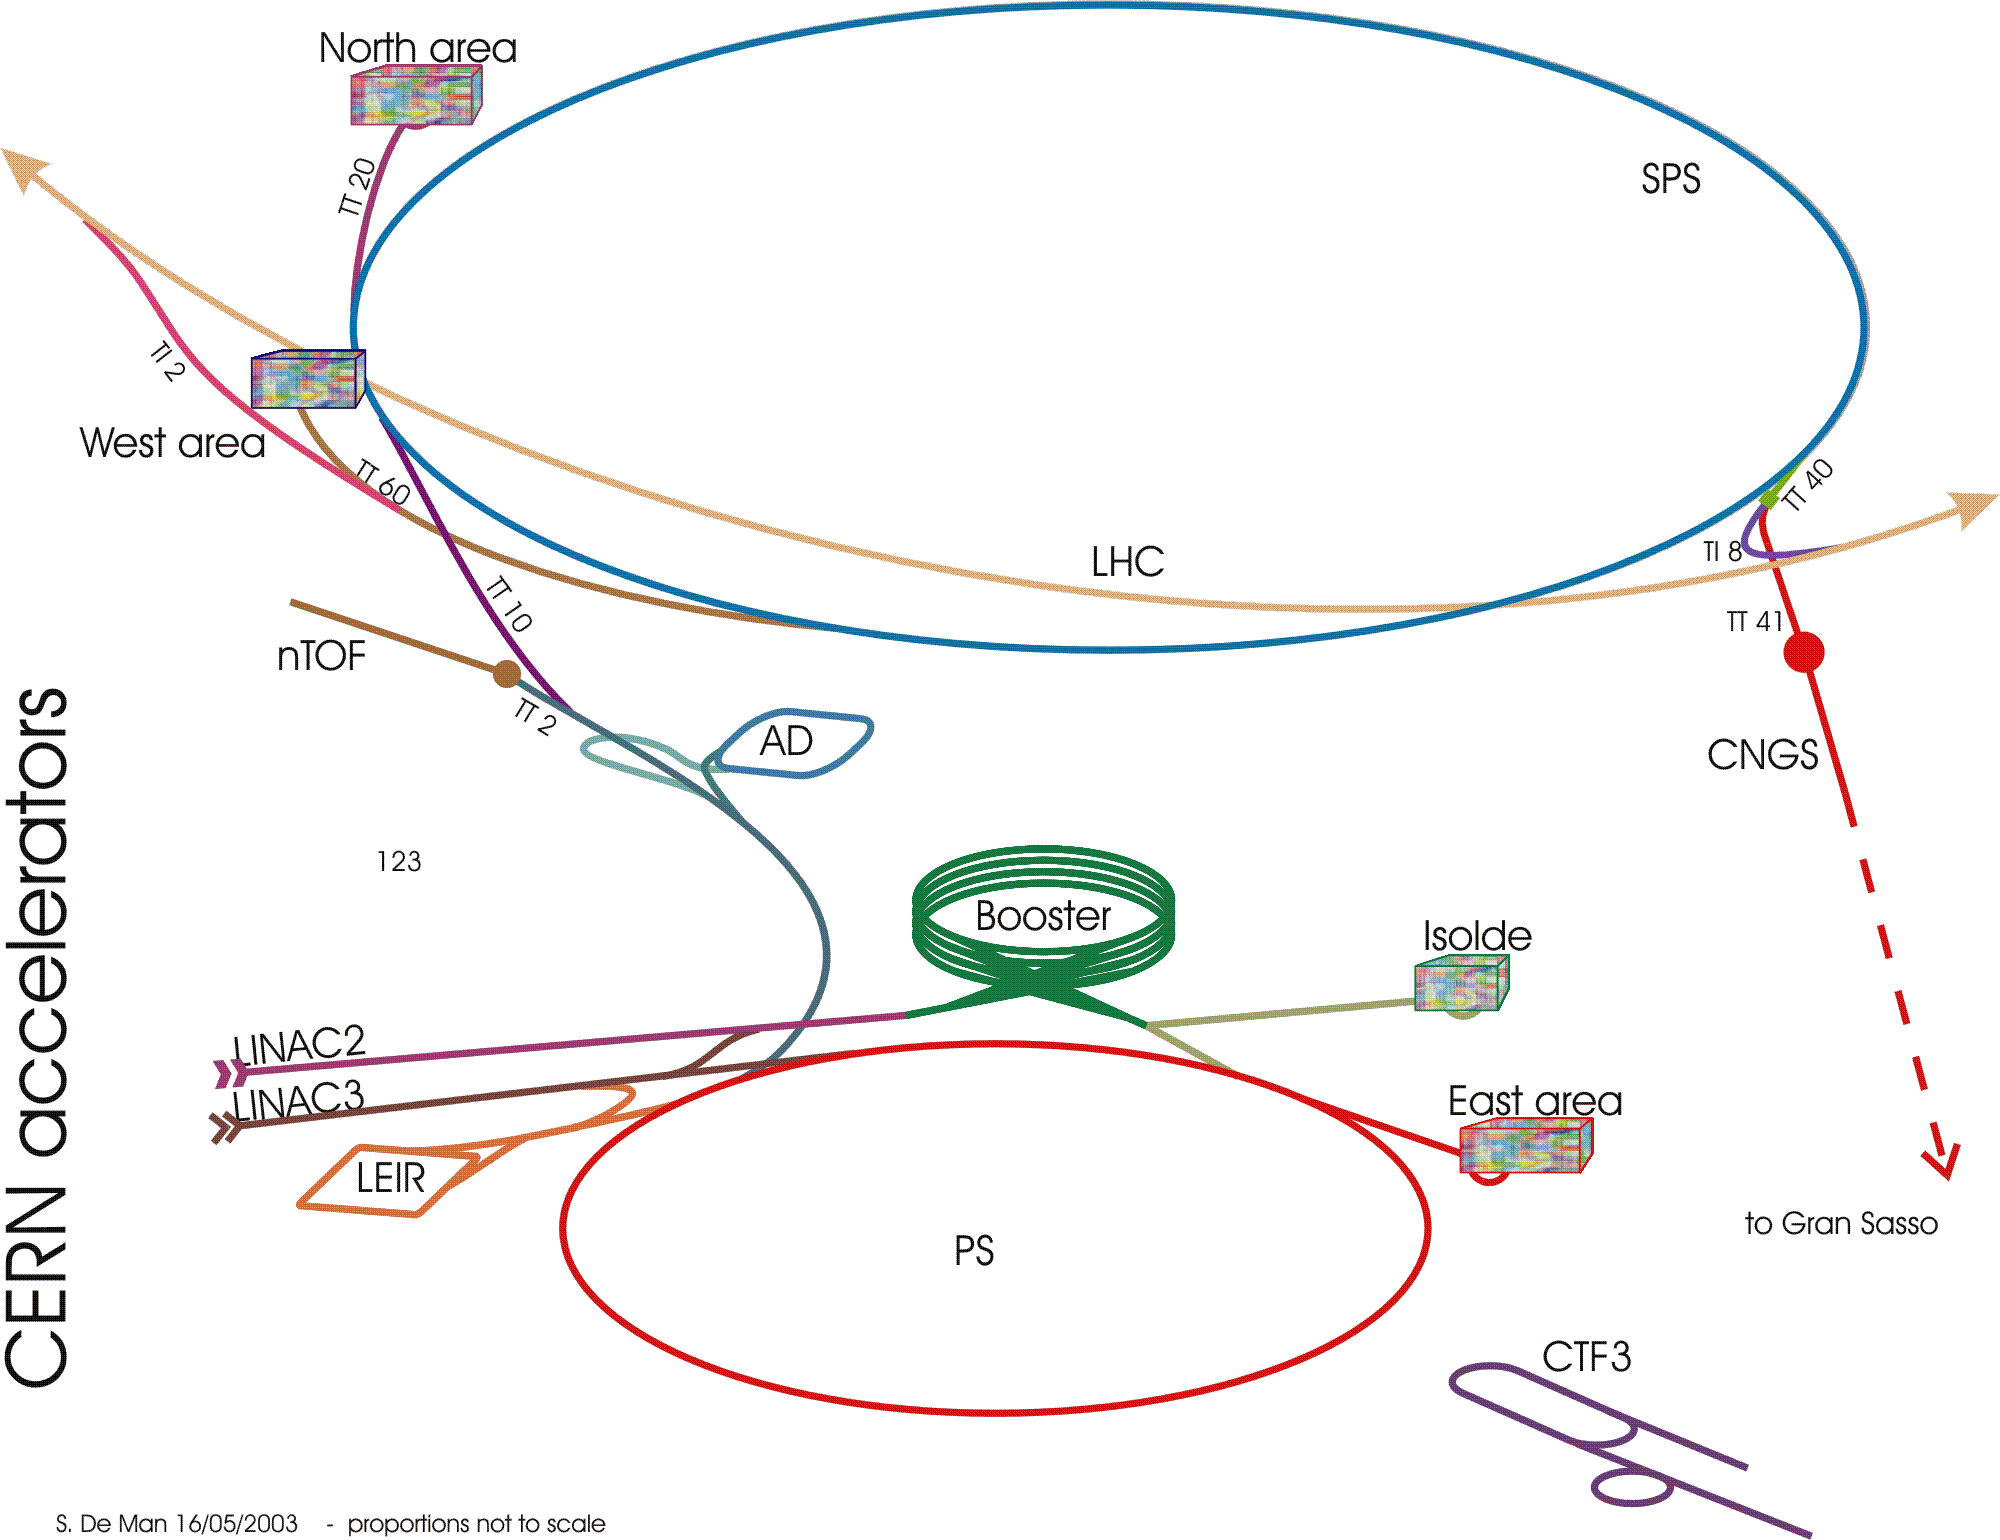 North area
SPS
TT 20
TI 2
West area
TT 60
TT 40
TI 8
LHC
TT 10
TT 41
nTOF
TT 2
AD
CNGS
CERN accelerators
123
Booster
Isolde
LINAC2
LINAC3
East area
LEIR
to Gran Sasso
PS
CTF3
S. De Man 16/05/2003 - proportions not to scale